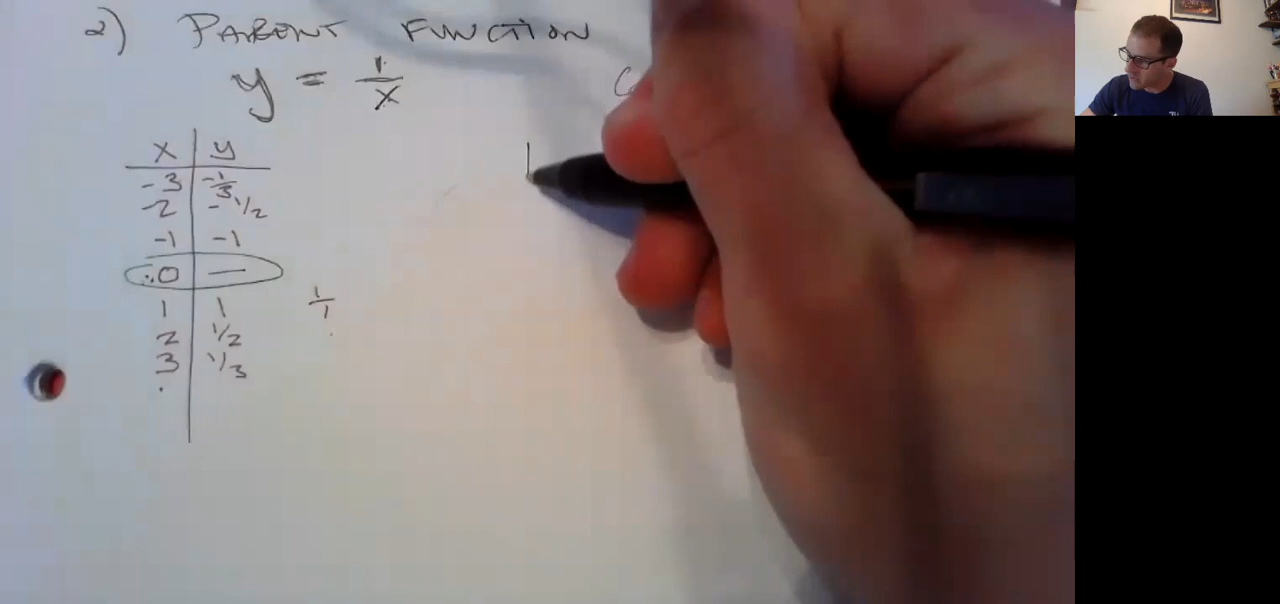 2) PARENT FUNCTION
y = 1/x
x y
-3 -1/3
-2 -1/2
-1 -1
0 —
1 1 1/1
2 1/2
3 1/3